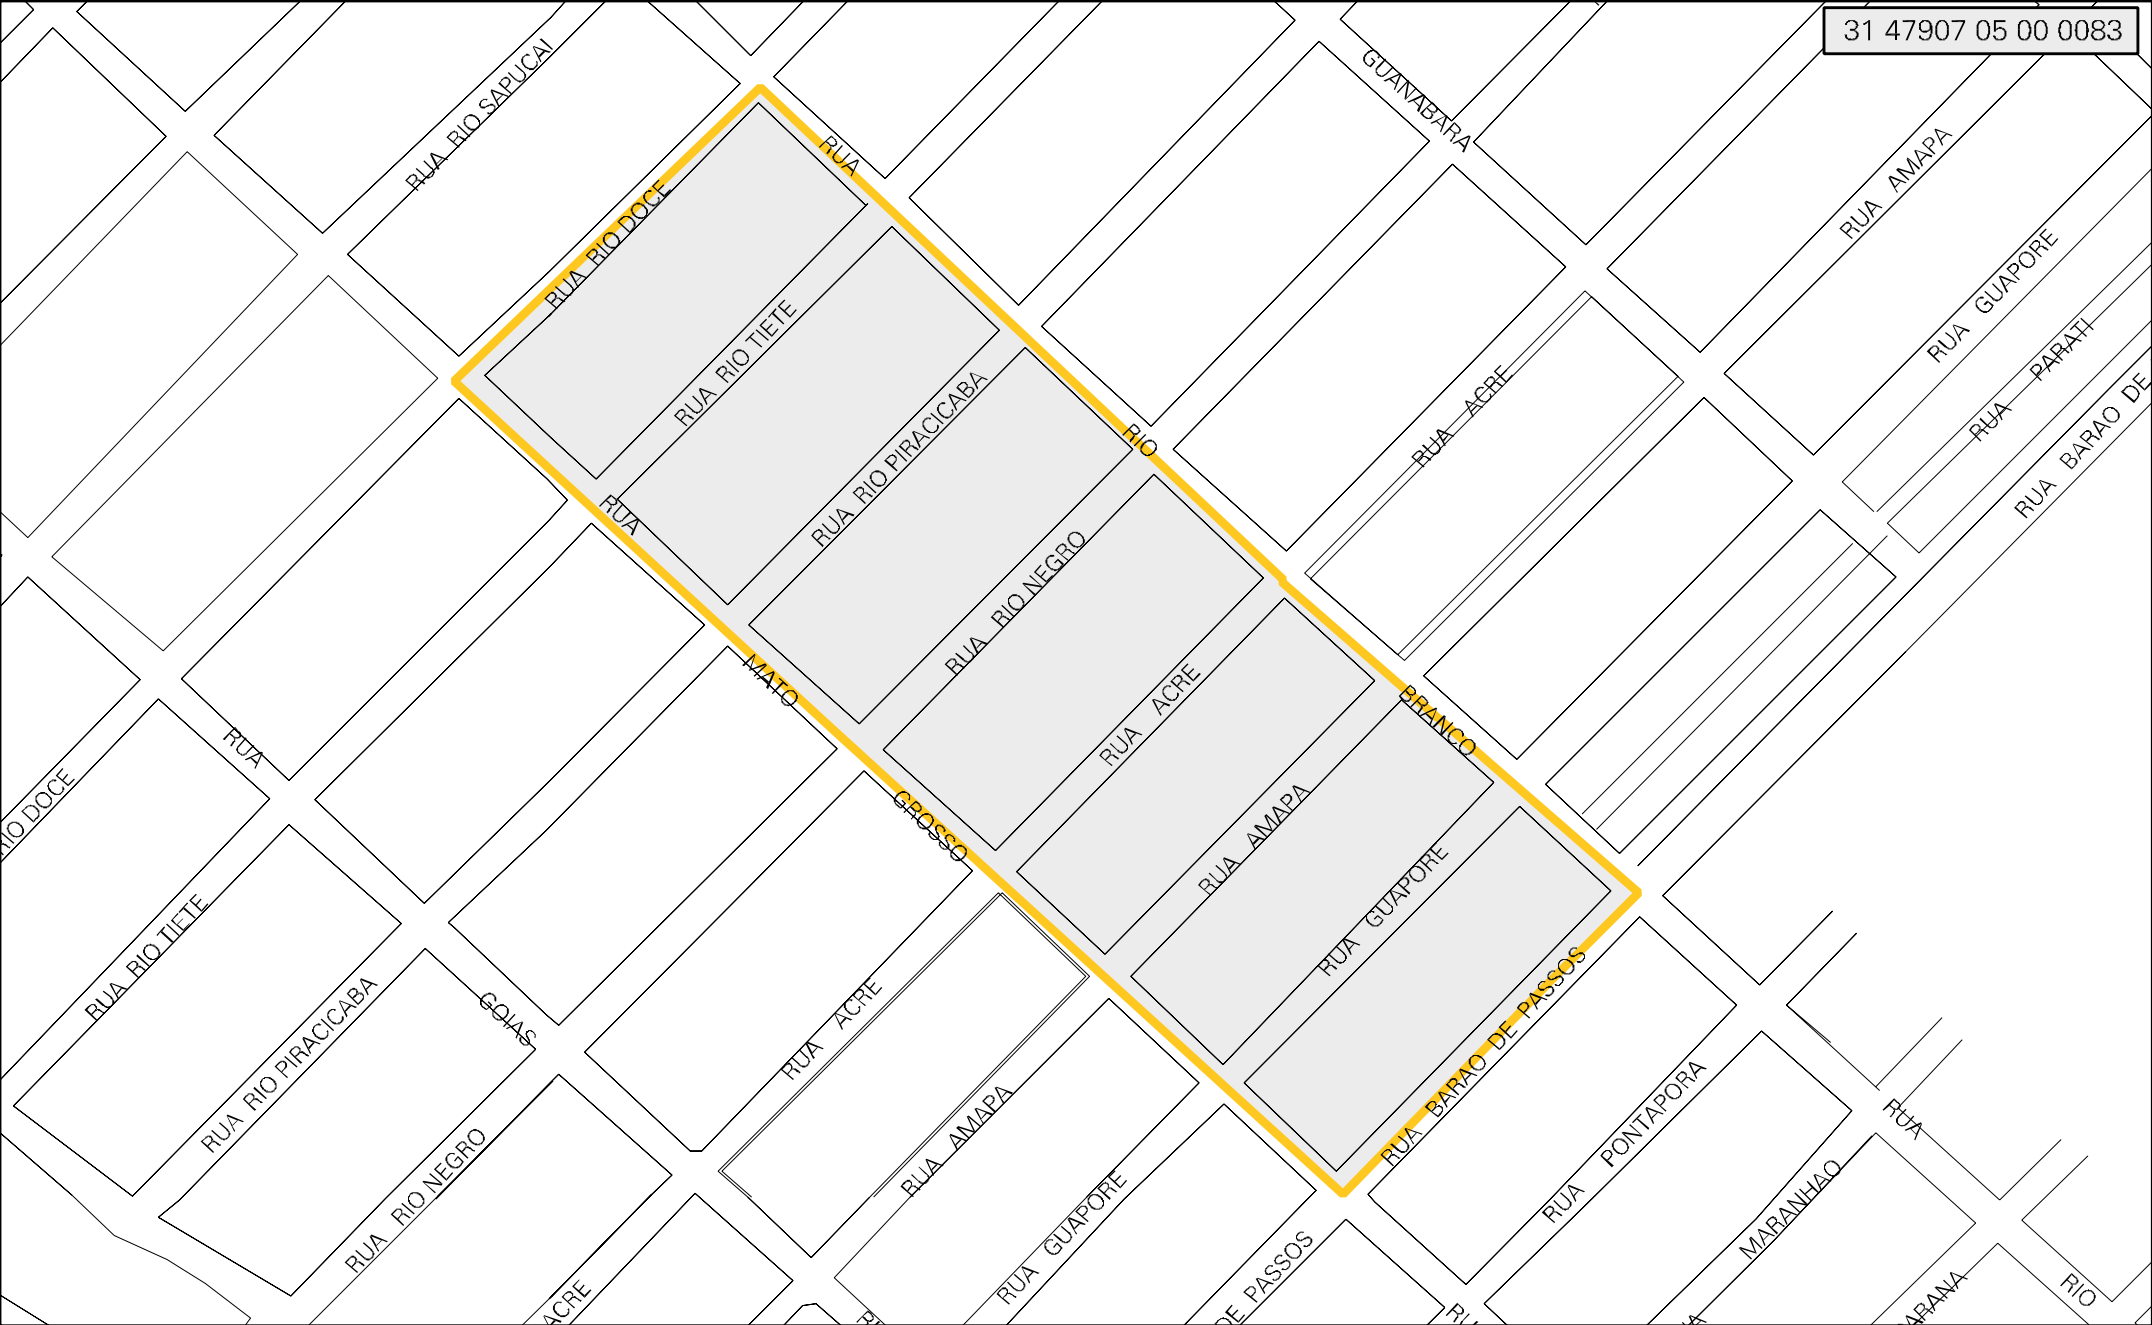 31 47907 05 00 0083
RUA RIO SAPUCAI
GUANABARA
RUA RIO BRANCO
RUA RIO DOCE
RUA AMAPA
RUA GUAPORE
RUA PARATI
RUA BARAO DE
RUA RIO TIETE
RUA RIO PIRACICABA
RUA ACRE
RUA MATO GROSSO
RUA RIO NEGRO
RUA ACRE
RUA AMAPA
RUA GUAPORE
RUA BARAO DE PASSOS
RUA GOIAS
RIO DOCE
RUA RIO TIETE
RUA RIO PIRACICABA
RUA RIO NEGRO
ACRE
RUA ACRE
RUA AMAPA
RUA GUAPORE
DE PASSOS
RUA PONTAPORA
MARANHAO
ARANA
RUA
RIO